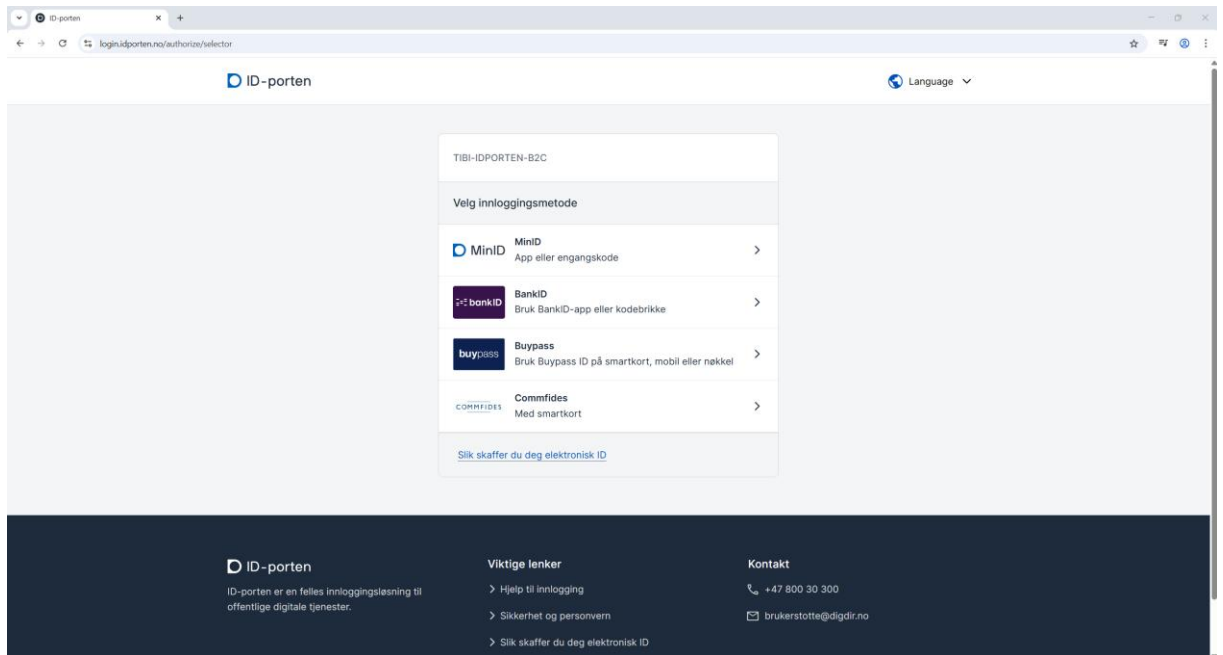 ID-porten
login.idporten.no/authorize/selector
ID-porten
Language
TIBI-IDPORTEN-B2C
Velg innloggingsmetode
MinID
MinID
App eller engangskode
bankID
BankID
Bruk BankID-app eller kodebrikke
buypass
Buypass
Bruk Buypass ID på smartkort, mobil eller nøkkel
COMMFIDES
Commfides
Med smartkort
Slik skaffer du deg elektronisk ID
ID-porten
ID-porten er en felles innloggingsløsning til
offentlige digitale tjenester.
Viktige lenker
Hjelp til innlogging
Sikkerhet og personvern
Slik skaffer du deg elektronisk ID
Kontakt
+47 800 30 300
brukerstotte@digdir.no